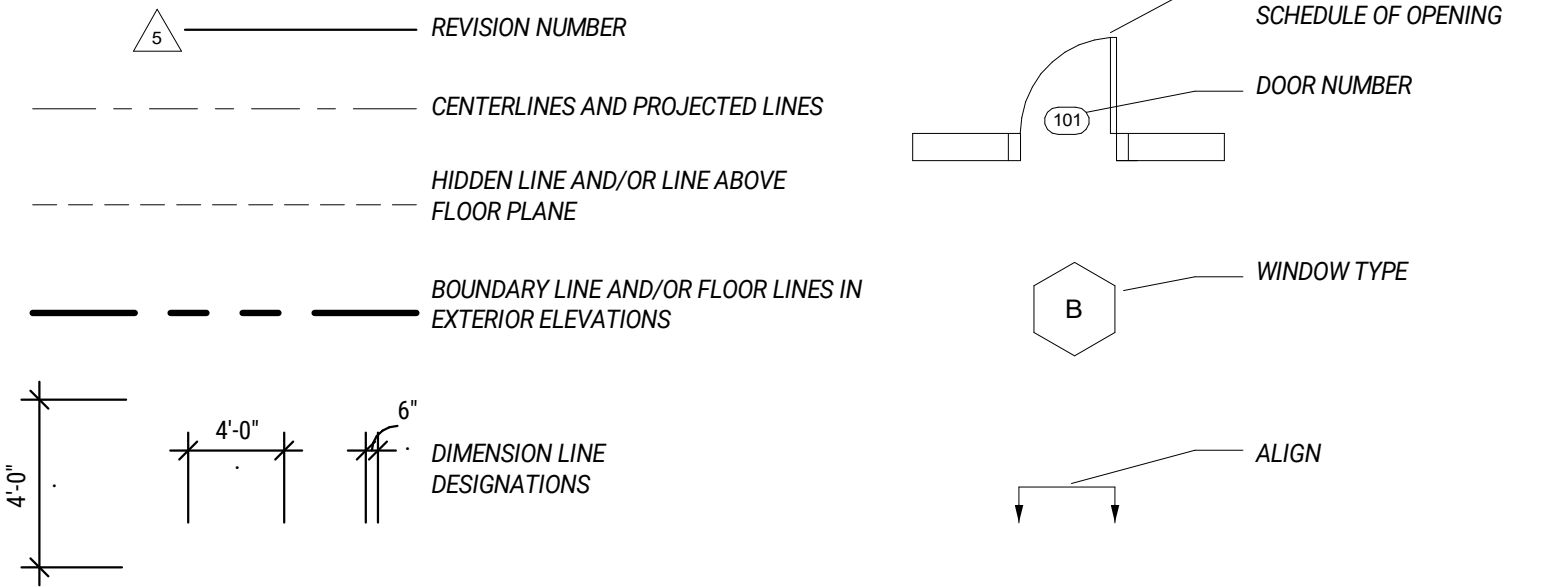 5
REVISION NUMBER
CENTERLINES AND PROJECTED LINES
HIDDEN LINE AND/OR LINE ABOVE
FLOOR PLANE
BOUNDARY LINE AND/OR FLOOR LINES IN
EXTERIOR ELEVATIONS
4'-0"
4'-0"
6"
DIMENSION LINE
DESIGNATIONS
SCHEDULE OF OPENING
DOOR NUMBER
101
WINDOW TYPE
B
ALIGN